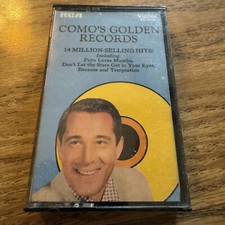 RCA
COMO'S GOLDEN
RECORDS
14 MILLION-SELLING HITS!
Including
Papa Loves Mambo,
Don't Let the Stars Get in Your Eyes,
Because and Temptation